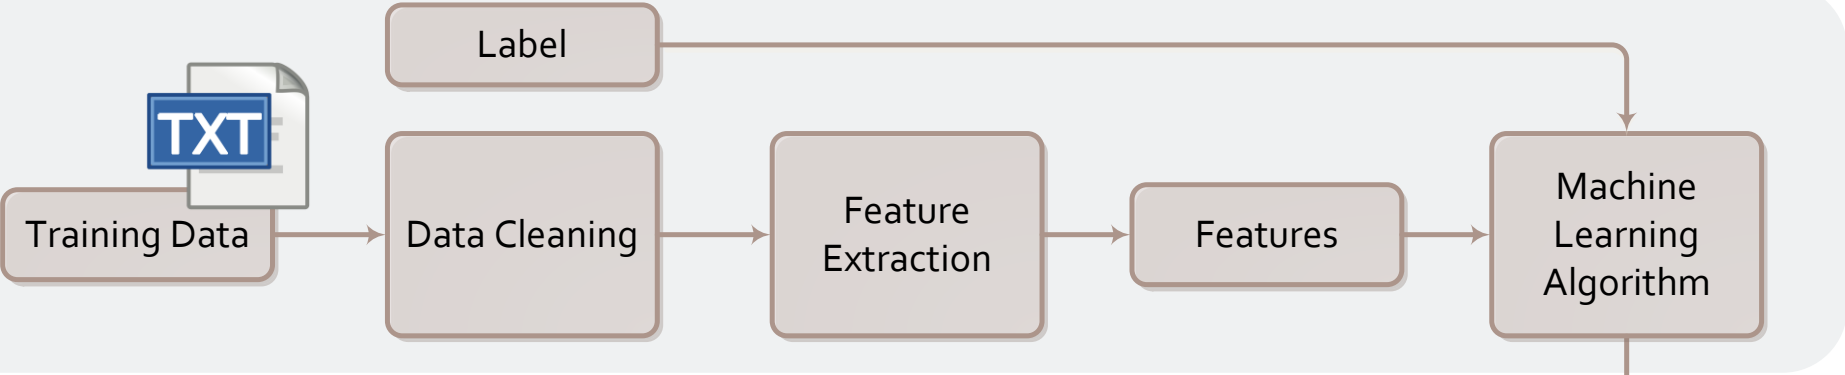 Label
TXT
Training Data
Data Cleaning
Feature
Extraction
Features
Machine
Learning
Algorithm